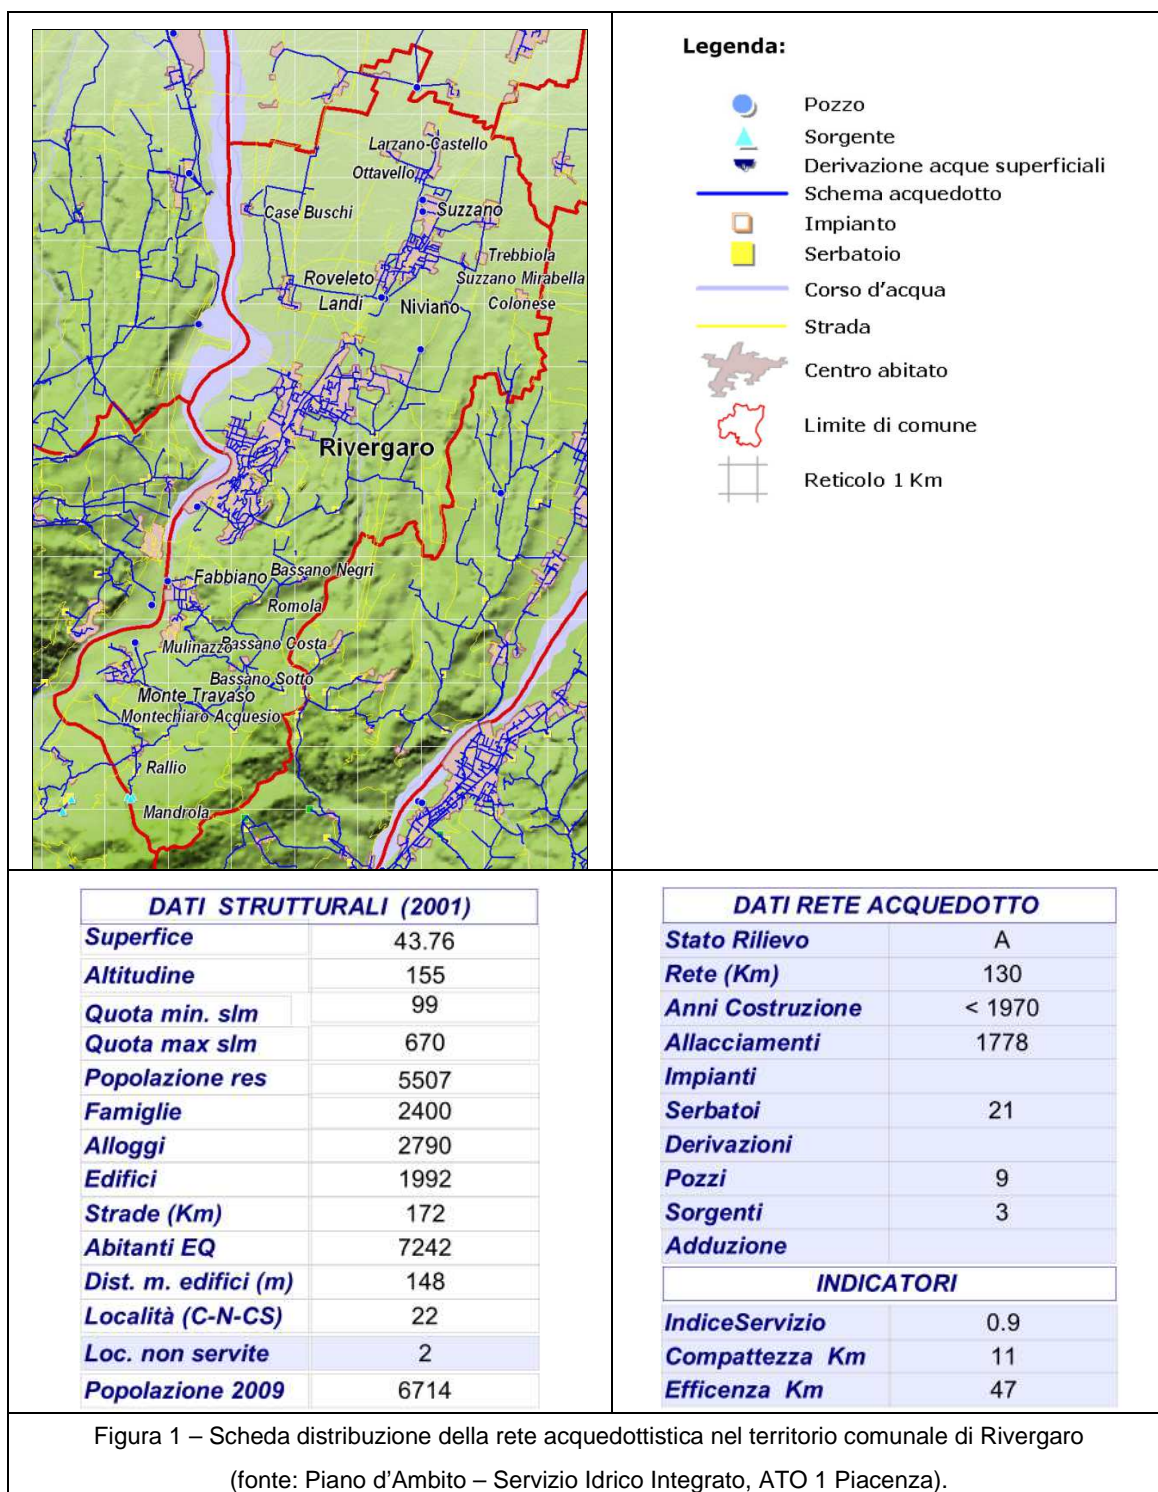 Larzano-Castello
Ottavello
Case Buschi
Suzzano
Trebbiola
Roveleto
Landi
Suzzano Mirabella
Niviano
Colonese
Rivergaro
Fabbiano
Bassano Negri
Romola
Mulinazzo
Bassano Costa
Bassano Sotto
Monte Travaso
Montechiaro Acquesio
Rallio
Mandrola
Legenda:
Pozzo
Sorgente
Derivazione acque superficiali
Schema acquedotto
Impianto
Serbatoio
Corso d'acqua
Strada
Centro abitato
Limite di comune
Reticolo 1 Km
DATI STRUTTURALI (2001)
Superfice 43.76
Altitudine 155
Quota min. slm 99
Quota max slm 670
Popolazione res 5507
Famiglie 2400
Alloggi 2790
Edifici 1992
Strade (Km) 172
Abitanti EQ 7242
Dist. m. edifici (m) 148
Località (C-N-CS) 22
Loc. non servite 2
Popolazione 2009 6714
DATI RETE ACQUEDOTTO
Stato Rilievo A
Rete (Km) 130
Anni Costruzione < 1970
Allacciamenti 1778
Impianti
Serbatoi 21
Derivazioni
Pozzi 9
Sorgenti 3
Adduzione
INDICATORI
IndiceServizio 0.9
Compattezza Km 11
Efficenza Km 47
Figura 1 – Scheda distribuzione della rete acquedottistica nel territorio comunale di Rivergaro
(fonte: Piano d'Ambito – Servizio Idrico Integrato, ATO 1 Piacenza).